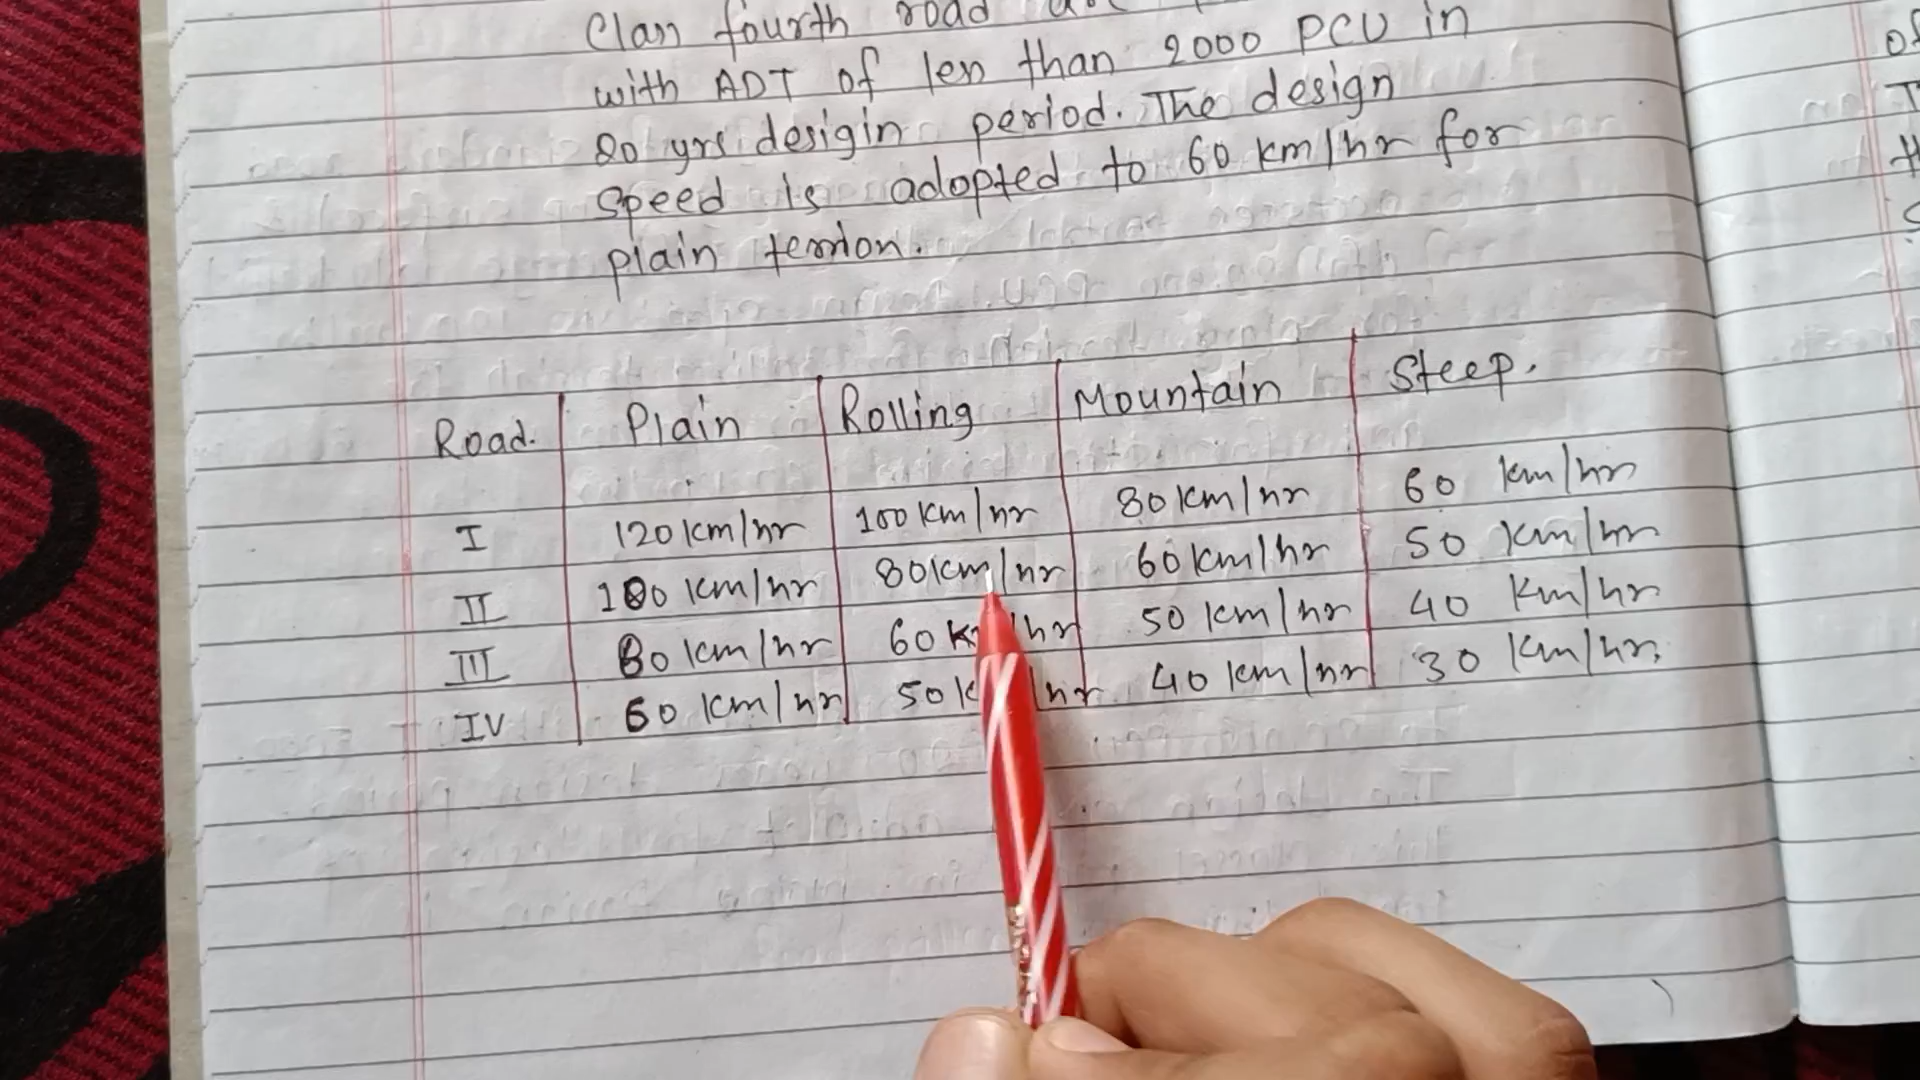 Clan fourth road
with ADT of len than 2000 PCU in
20 yrs desigin period. The design
speed is adopted to 60 km/hr for
plain terrion.
Road. Plain Rolling Mountain Steep.
I 120 km/hr 100 km/hr 80 km/hr 60 km/hr
II 100 km/hr 80 km/hr 60 km/hr 50 km/hr
III 80 km/hr 60 km/hr 50 km/hr 40 km/hr
IV 60 km/hr 50 k /hr 40 km/hr 30 km/hr.
of